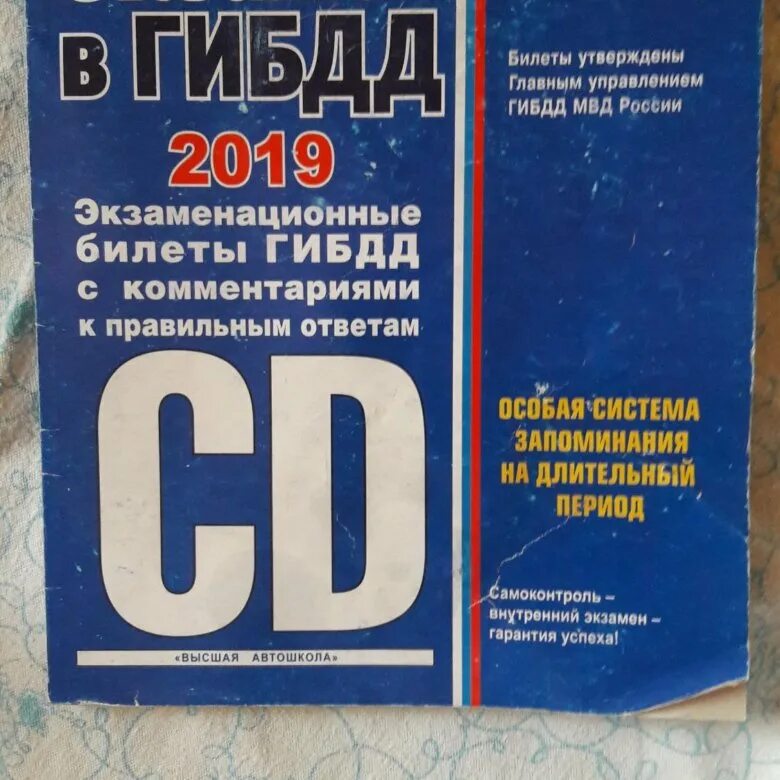 в ГИБДД
2019
Экзаменационные
билеты ГИБДД
с комментариями
к правильным ответам
CD
«ВЫСШАЯ АВТОШКОЛА»
Билеты утверждены
Главным управлением
ГИБДД МВД России
ОСОБАЯ СИСТЕМА
ЗАПОМИНАНИЯ
НА ДЛИТЕЛЬНЫЙ
ПЕРИОД
Самоконтроль –
внутренний экзамен –
гарантия успеха!